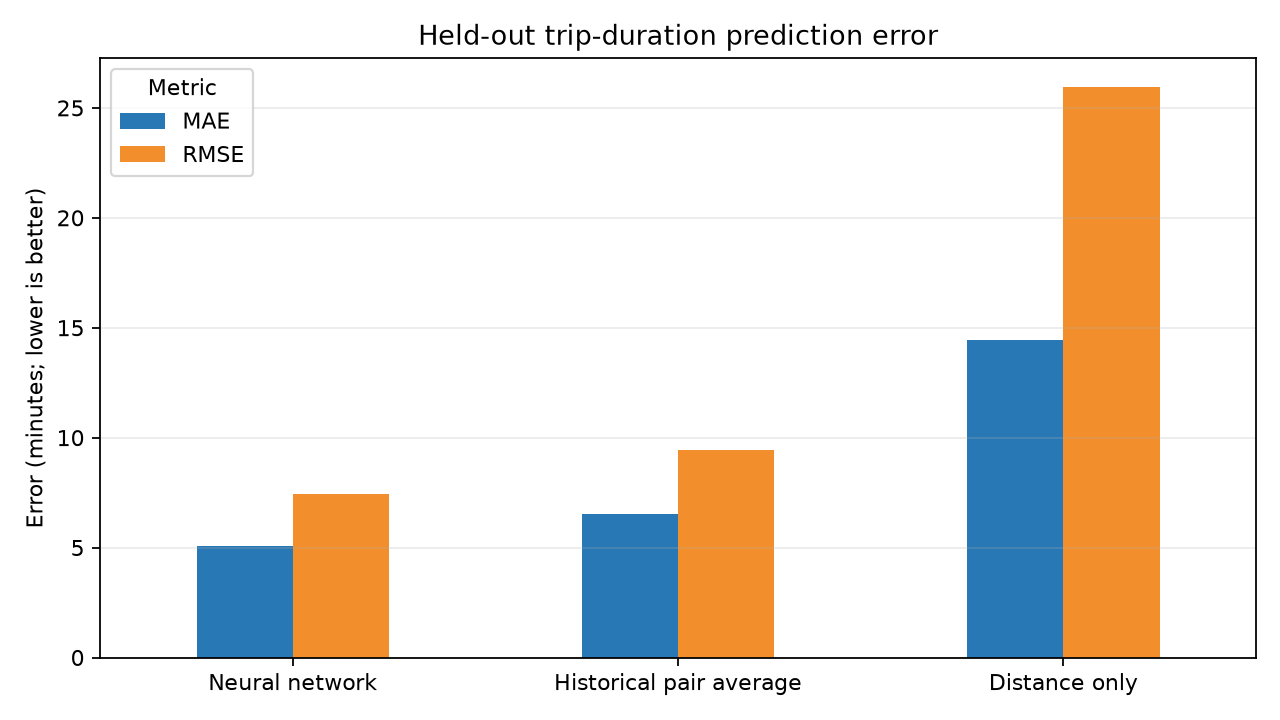 Held-out trip-duration prediction error
Metric
MAE
RMSE
Error (minutes; lower is better)
25
20
15
10
5
0
Neural network
Historical pair average
Distance only